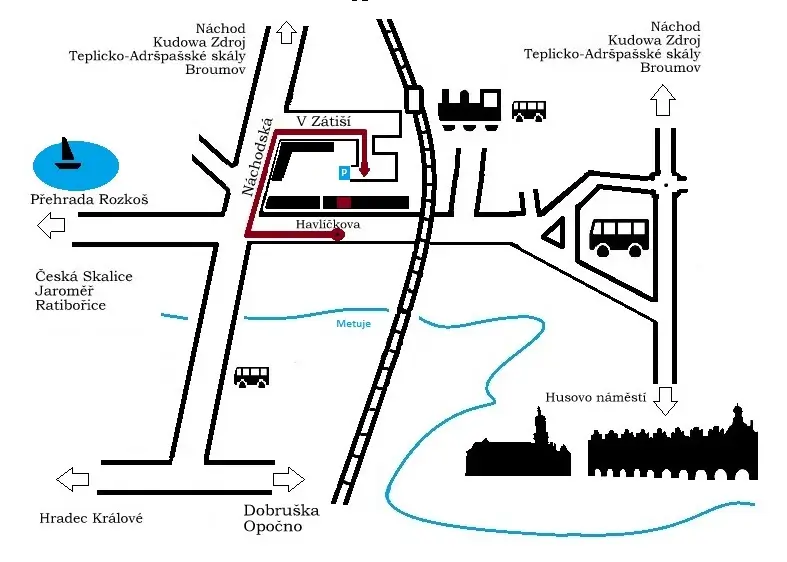 Náchod
Kudowa Zdroj
Teplicko-Adršpašské skály
Broumov
Náchod
Kudowa Zdroj
Teplicko-Adršpašské skály
Broumov
V Zátiší
Náchodská
P
Přehrada Rozkoš
Havlíčkova
Česká Skalice
Jaroměř
Ratibořice
Metuje
Husovo náměstí
Hradec Králové
Dobruška
Opočno